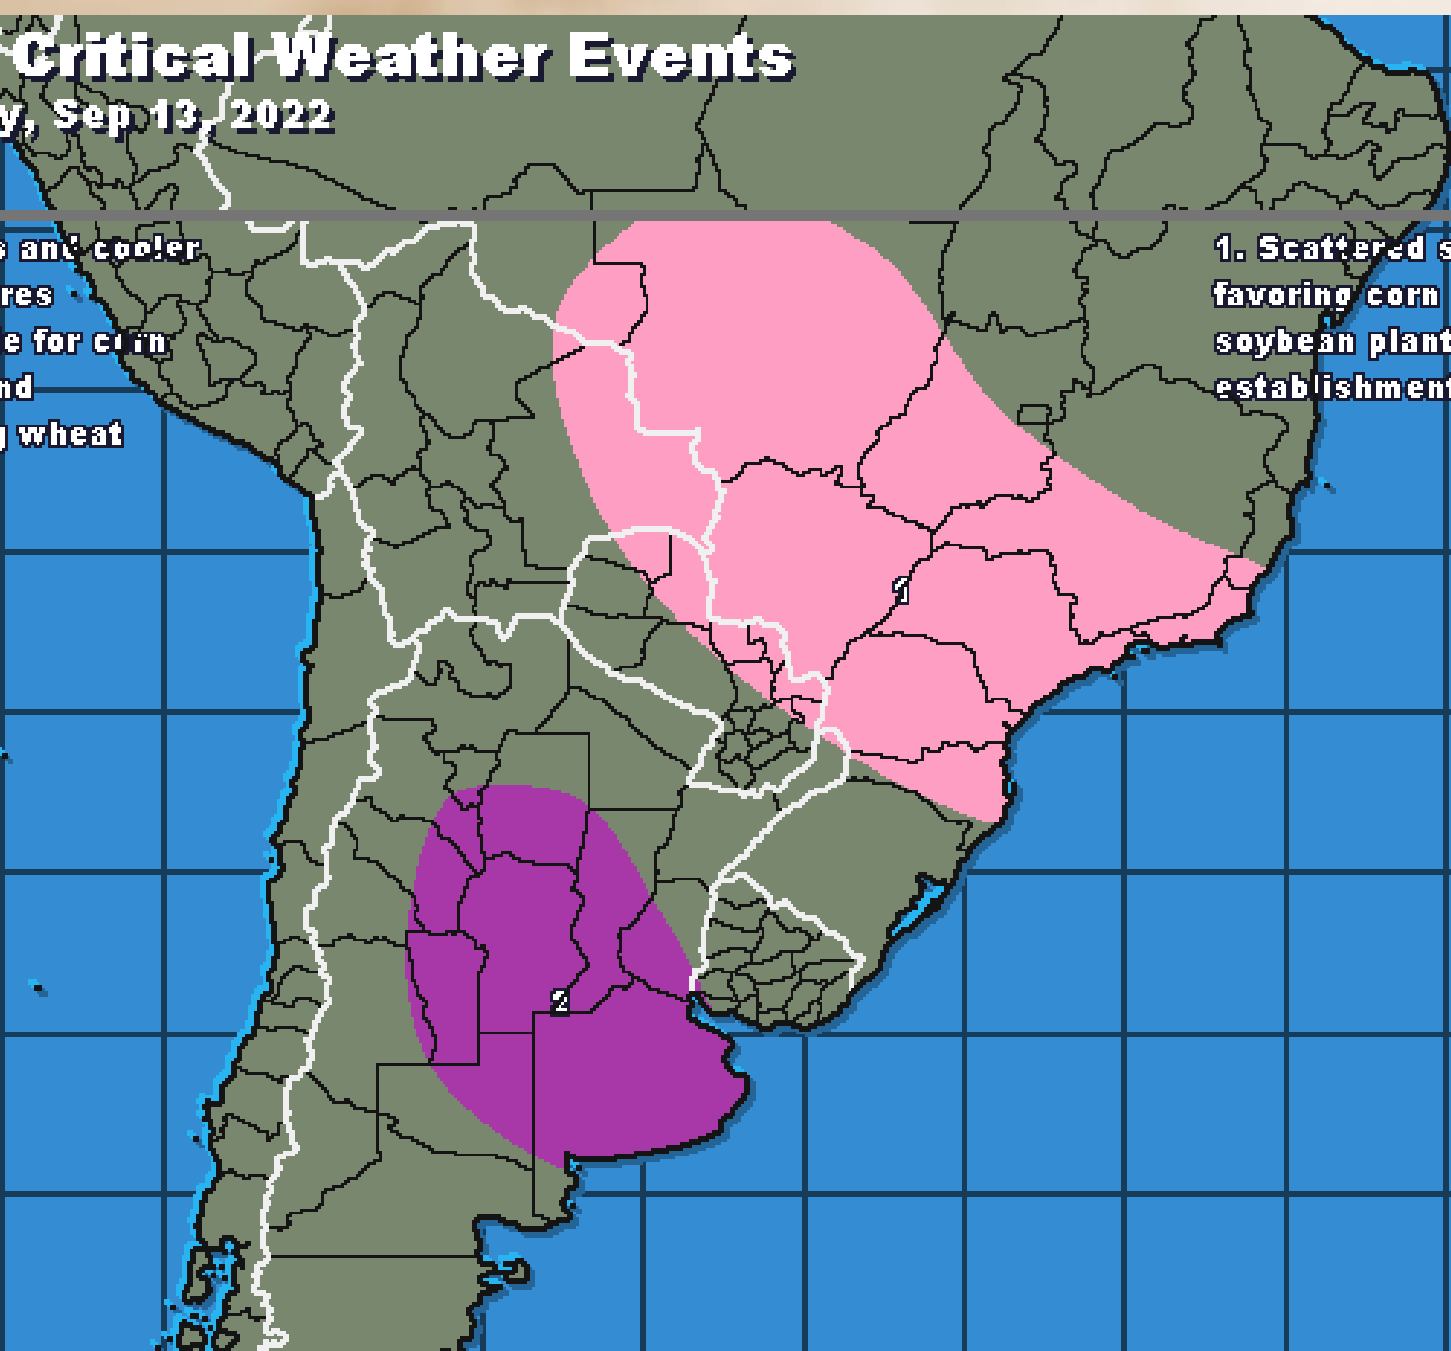 Critical Weather Events
y, Sep 13, 2022
s and cooler
res
e for corn
nd
g wheat
1. Scattered s
favoring corn
soybean plant
establishment
1
2